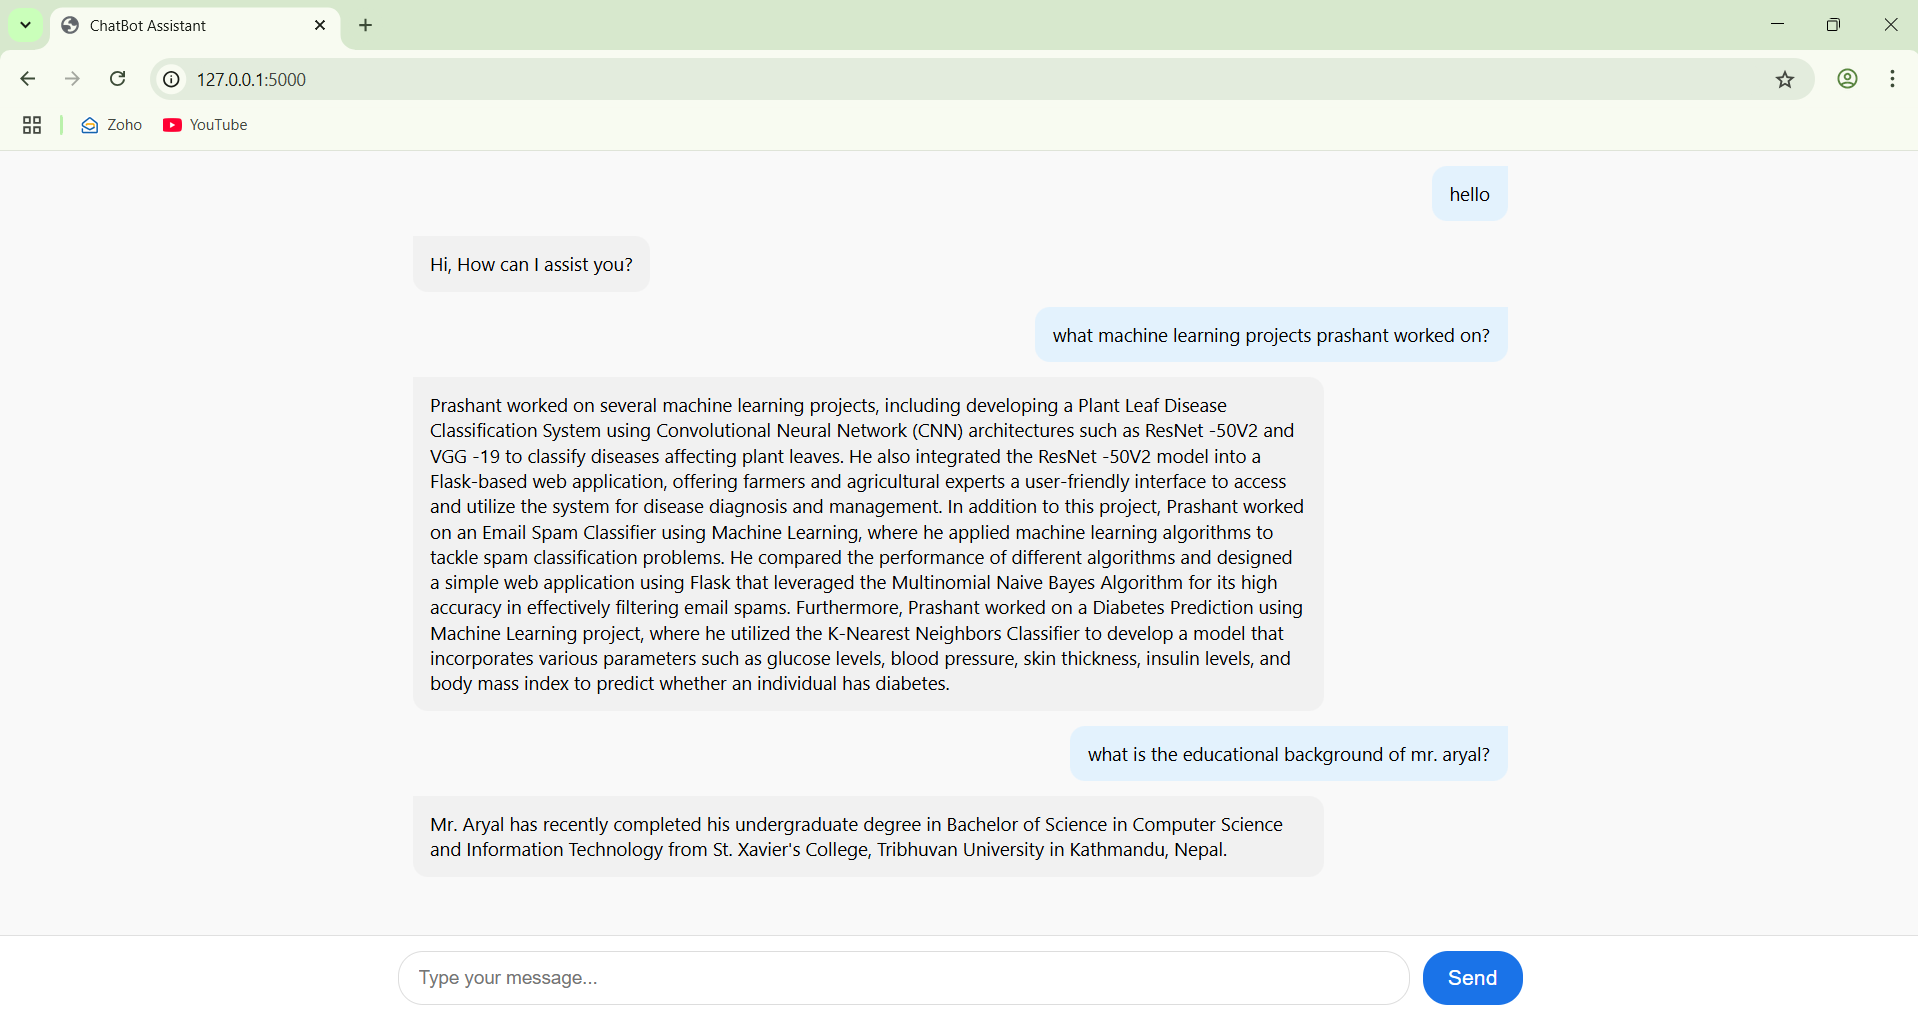 ChatBot Assistant
127.0.0.1:5000
Zoho YouTube
hello
Hi, How can I assist you?
what machine learning projects prashant worked on?
Prashant worked on several machine learning projects, including developing a Plant Leaf Disease
Classification System using Convolutional Neural Network (CNN) architectures such as ResNet -50V2 and
VGG -19 to classify diseases affecting plant leaves. He also integrated the ResNet -50V2 model into a
Flask-based web application, offering farmers and agricultural experts a user-friendly interface to access
and utilize the system for disease diagnosis and management. In addition to this project, Prashant worked
on an Email Spam Classifier using Machine Learning, where he applied machine learning algorithms to
tackle spam classification problems. He compared the performance of different algorithms and designed
a simple web application using Flask that leveraged the Multinomial Naive Bayes Algorithm for its high
accuracy in effectively filtering email spams. Furthermore, Prashant worked on a Diabetes Prediction using
Machine Learning project, where he utilized the K-Nearest Neighbors Classifier to develop a model that
incorporates various parameters such as glucose levels, blood pressure, skin thickness, insulin levels, and
body mass index to predict whether an individual has diabetes.
what is the educational background of mr. aryal?
Mr. Aryal has recently completed his undergraduate degree in Bachelor of Science in Computer Science
and Information Technology from St. Xavier's College, Tribhuvan University in Kathmandu, Nepal.
Type your message...
Send